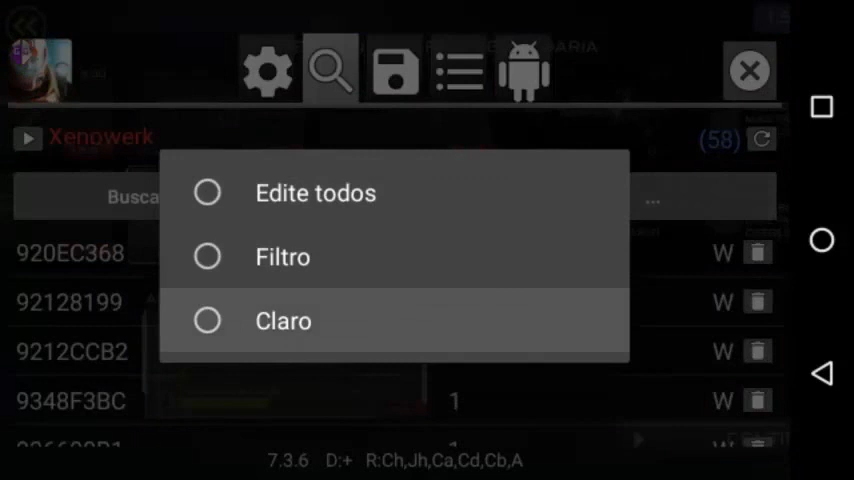 ARIA
Xenowerk
(58)
Busca
...
Edite todos
Filtro
Claro
920EC368 W
92128199 W
9212CCB2 W
9348F3BC 1 W
7.3.6 D:+ R:Ch,Jh,Ca,Cd,Cb,A